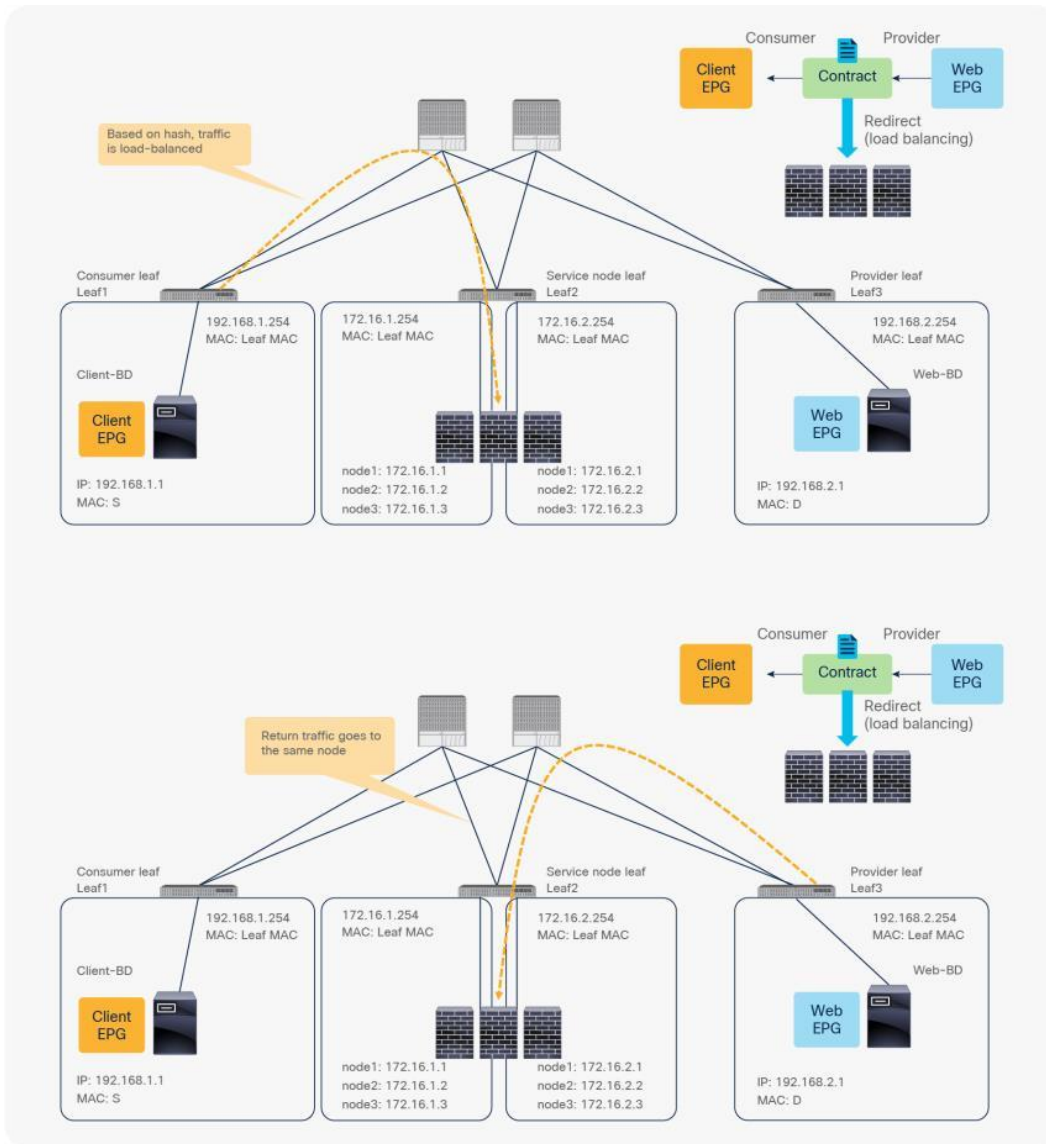 Consumer
Provider
Client
EPG
Contract
Web
EPG
Redirect
(load balancing)
Based on hash, traffic
is load-balanced
Consumer leaf
Leaf1
Service node leaf
Leaf2
Provider leaf
Leaf3
192.168.1.254
MAC: Leaf MAC
172.16.1.254
MAC: Leaf MAC
172.16.2.254
MAC: Leaf MAC
192.168.2.254
MAC: Leaf MAC
Client-BD
Web-BD
Client
EPG
Web
EPG
IP: 192.168.1.1
MAC: S
node1: 172.16.1.1
node2: 172.16.1.2
node3: 172.16.1.3
node1: 172.16.2.1
node2: 172.16.2.2
node3: 172.16.2.3
IP: 192.168.2.1
MAC: D
Consumer
Provider
Client
EPG
Contract
Web
EPG
Redirect
(load balancing)
Return traffic goes to
the same node
Consumer leaf
Leaf1
Service node leaf
Leaf2
Provider leaf
Leaf3
192.168.1.254
MAC: Leaf MAC
172.16.1.254
MAC: Leaf MAC
172.16.2.254
MAC: Leaf MAC
192.168.2.254
MAC: Leaf MAC
Client-BD
Web-BD
Client
EPG
Web
EPG
IP: 192.168.1.1
MAC: S
node1: 172.16.1.1
node2: 172.16.1.2
node3: 172.16.1.3
node1: 172.16.2.1
node2: 172.16.2.2
node3: 172.16.2.3
IP: 192.168.2.1
MAC: D